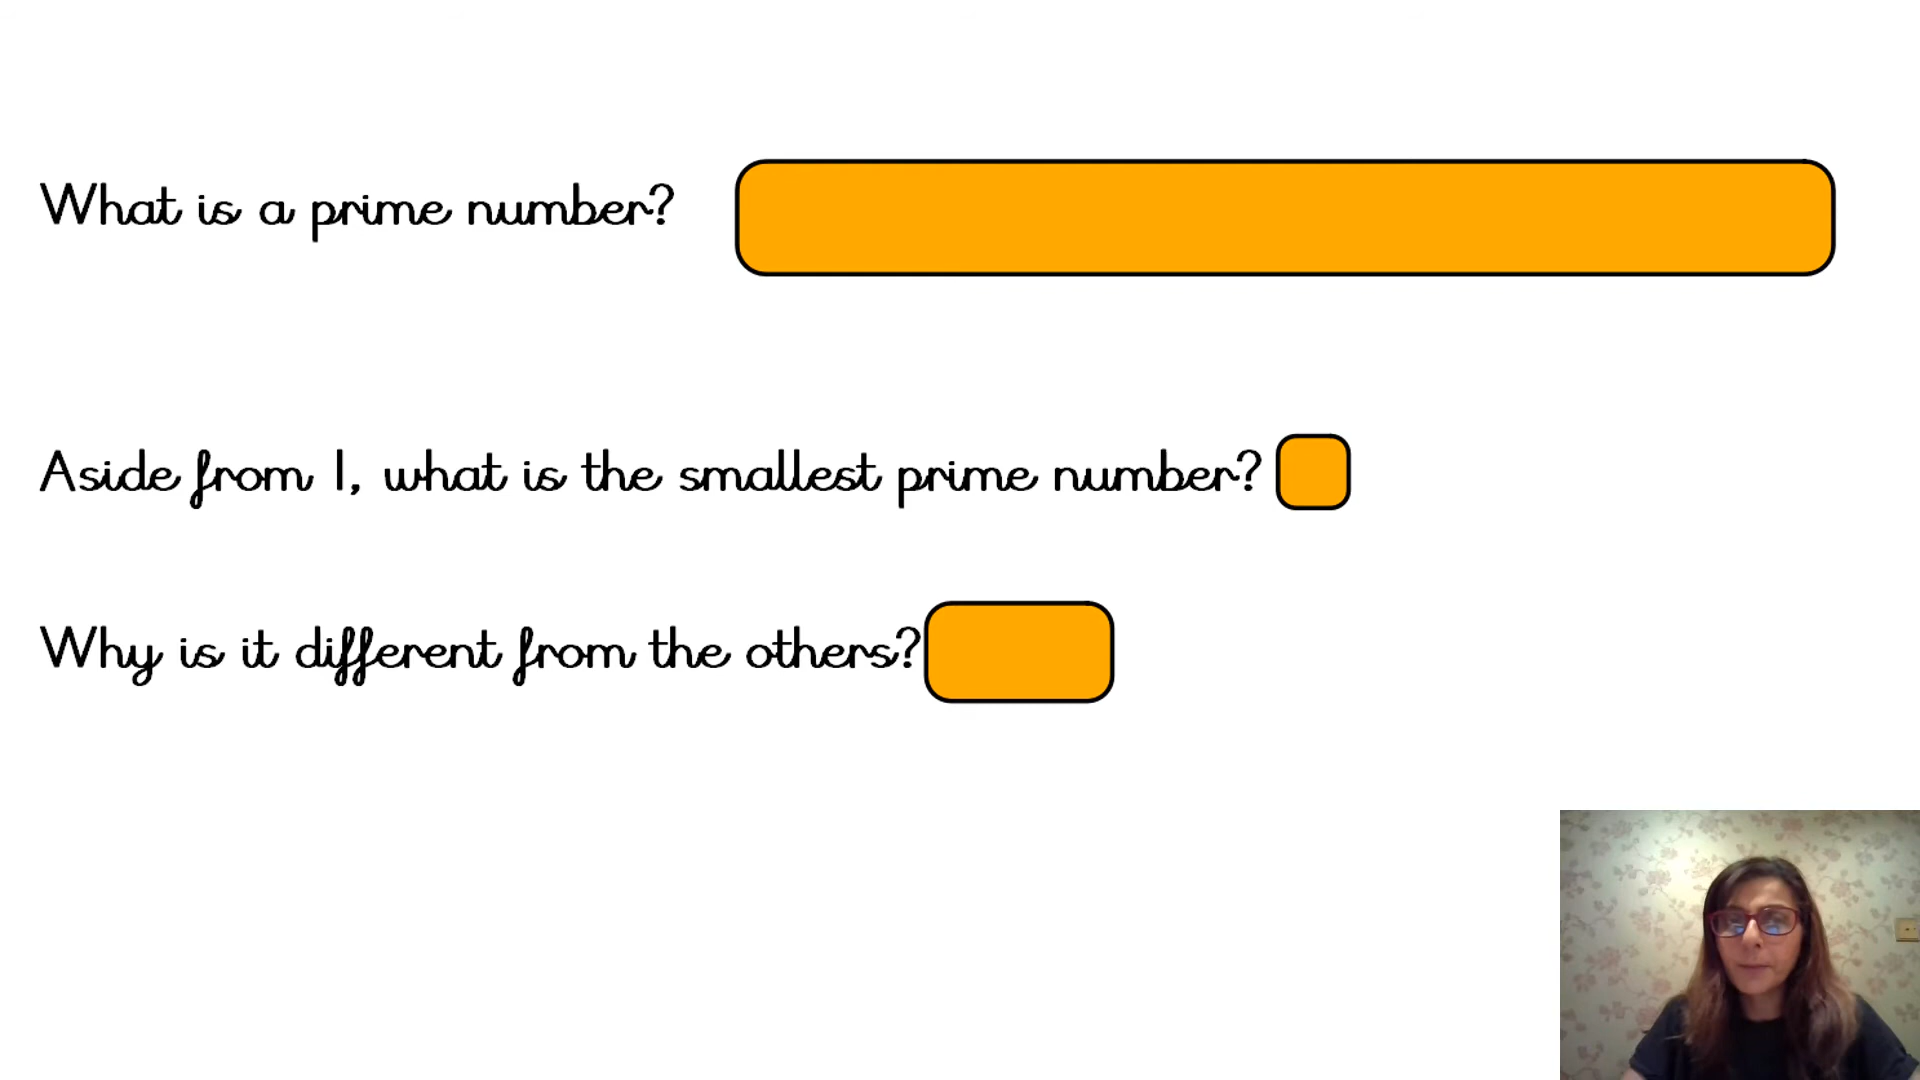 What is a prime number?
Aside from 1, what is the smallest prime number?
Why is it different from the others?